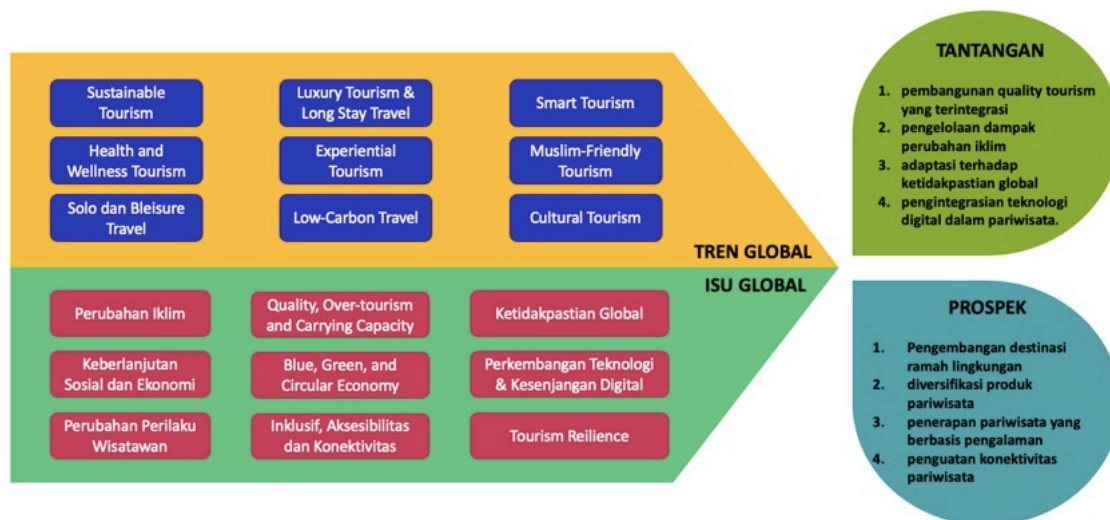 Sustainable
Tourism
Luxury Tourism &
Long Stay Travel
Smart Tourism
Health and
Wellness Tourism
Experiential
Tourism
Muslim-Friendly
Tourism
Solo dan Bleisure
Travel
Low-Carbon Travel
Cultural Tourism
TREN GLOBAL
ISU GLOBAL
Perubahan Iklim
Quality, Over-tourism
and Carrying Capacity
Ketidakpastian Global
Keberlanjutan
Sosial dan Ekonomi
Blue, Green, and
Circular Economy
Perkembangan Teknologi
& Kesenjangan Digital
Perubahan Perilaku
Wisatawan
Inklusif, Aksesibilitas
dan Konektivitas
Tourism Reilience
TANTANGAN
1. pembangunan quality tourism
yang terintegrasi
2. pengelolaan dampak
perubahan iklim
3. adaptasi terhadap
ketidakpastian global
4. pengintegrasian teknologi
digital dalam pariwisata.
PROSPEK
1. Pengembangan destinasi
ramah lingkungan
2. diversifikasi produk
pariwisata
3. penerapan pariwisata yang
berbasis pengalaman
4. penguatan konektivitas
pariwisata